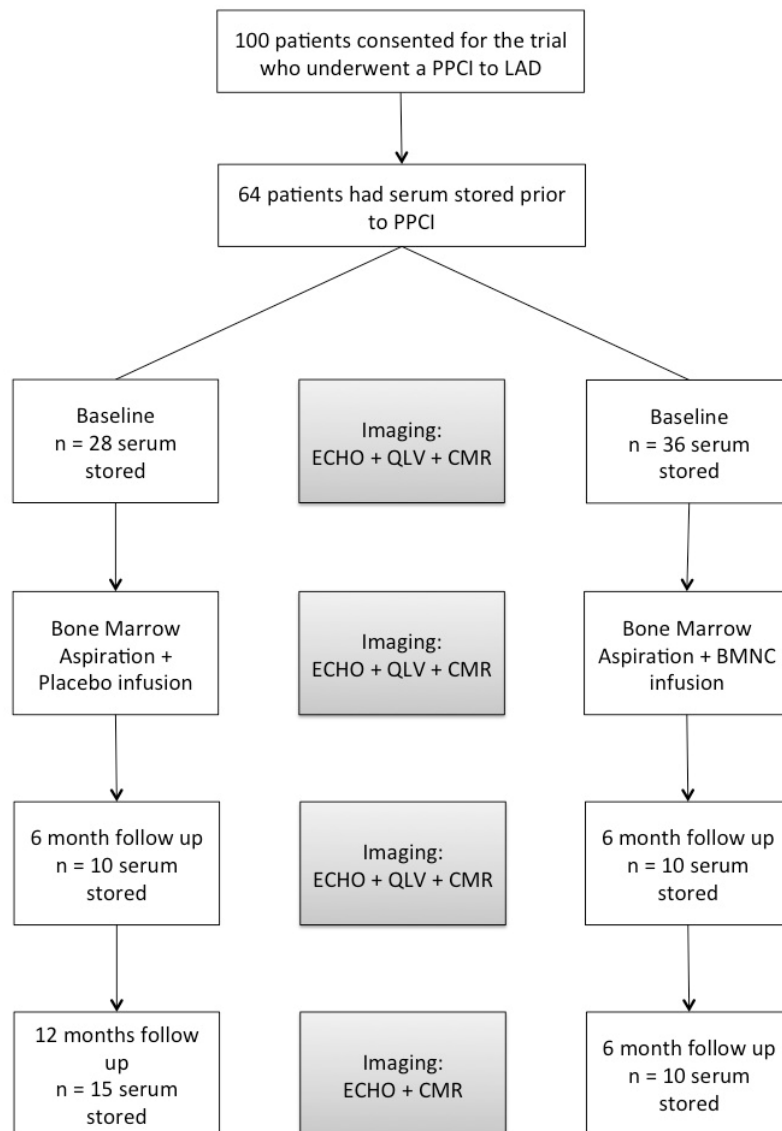 100 patients consented for the trial
who underwent a PPCI to LAD
64 patients had serum stored prior
to PPCI
Baseline
n = 28 serum
stored
Imaging:
ECHO + QLV + CMR
Baseline
n = 36 serum
stored
Bone Marrow
Aspiration +
Placebo infusion
Imaging:
ECHO + QLV + CMR
Bone Marrow
Aspiration + BMNC
infusion
6 month follow up
n = 10 serum
stored
Imaging:
ECHO + QLV + CMR
6 month follow up
n = 10 serum
stored
12 months follow
up
n = 15 serum
stored
Imaging:
ECHO + CMR
6 month follow up
n = 10 serum
stored